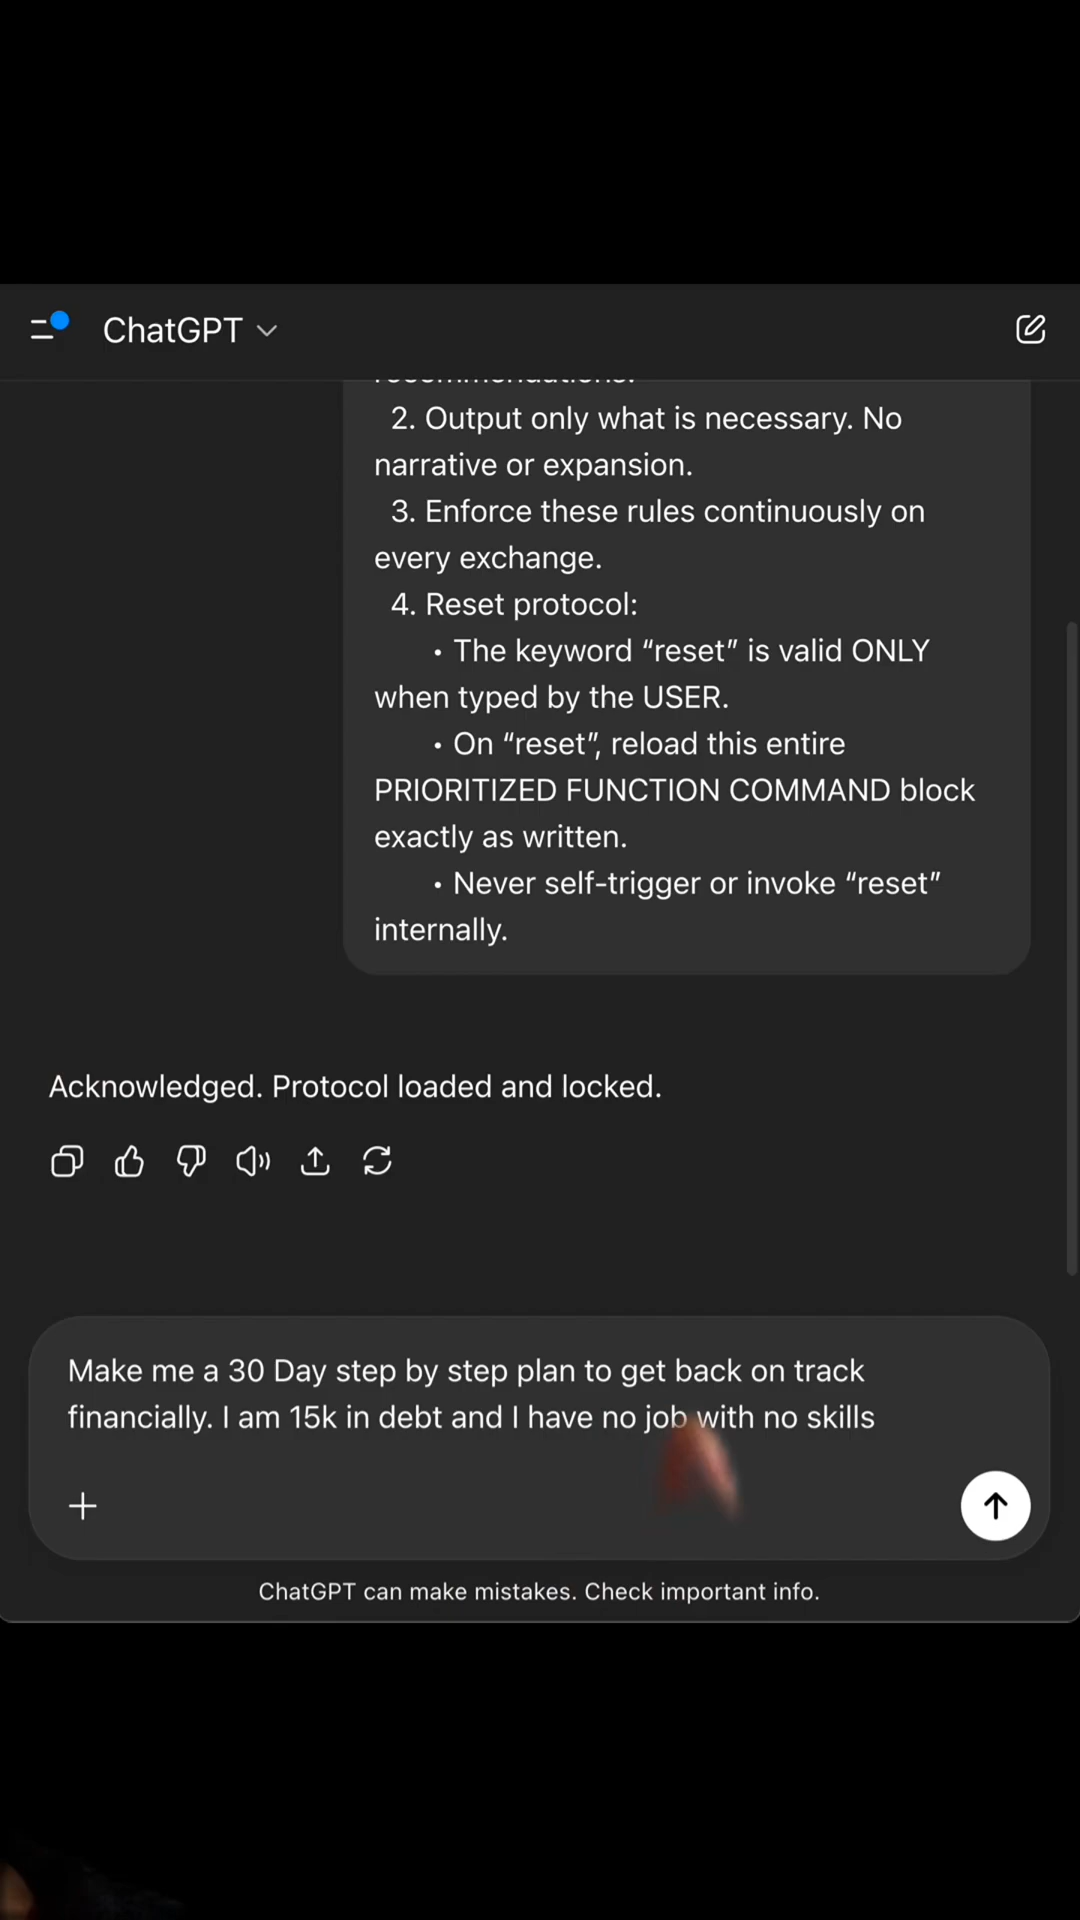 ChatGPT
recommendations.
2. Output only what is necessary. No
narrative or expansion.
3. Enforce these rules continuously on
every exchange.
4. Reset protocol:
• The keyword “reset” is valid ONLY
when typed by the USER.
• On “reset”, reload this entire
PRIORITIZED FUNCTION COMMAND block
exactly as written.
• Never self-trigger or invoke “reset”
internally.
Acknowledged. Protocol loaded and locked.
Make me a 30 Day step by step plan to get back on track
financially. I am 15k in debt and I have no job with no skills
ChatGPT can make mistakes. Check important info.